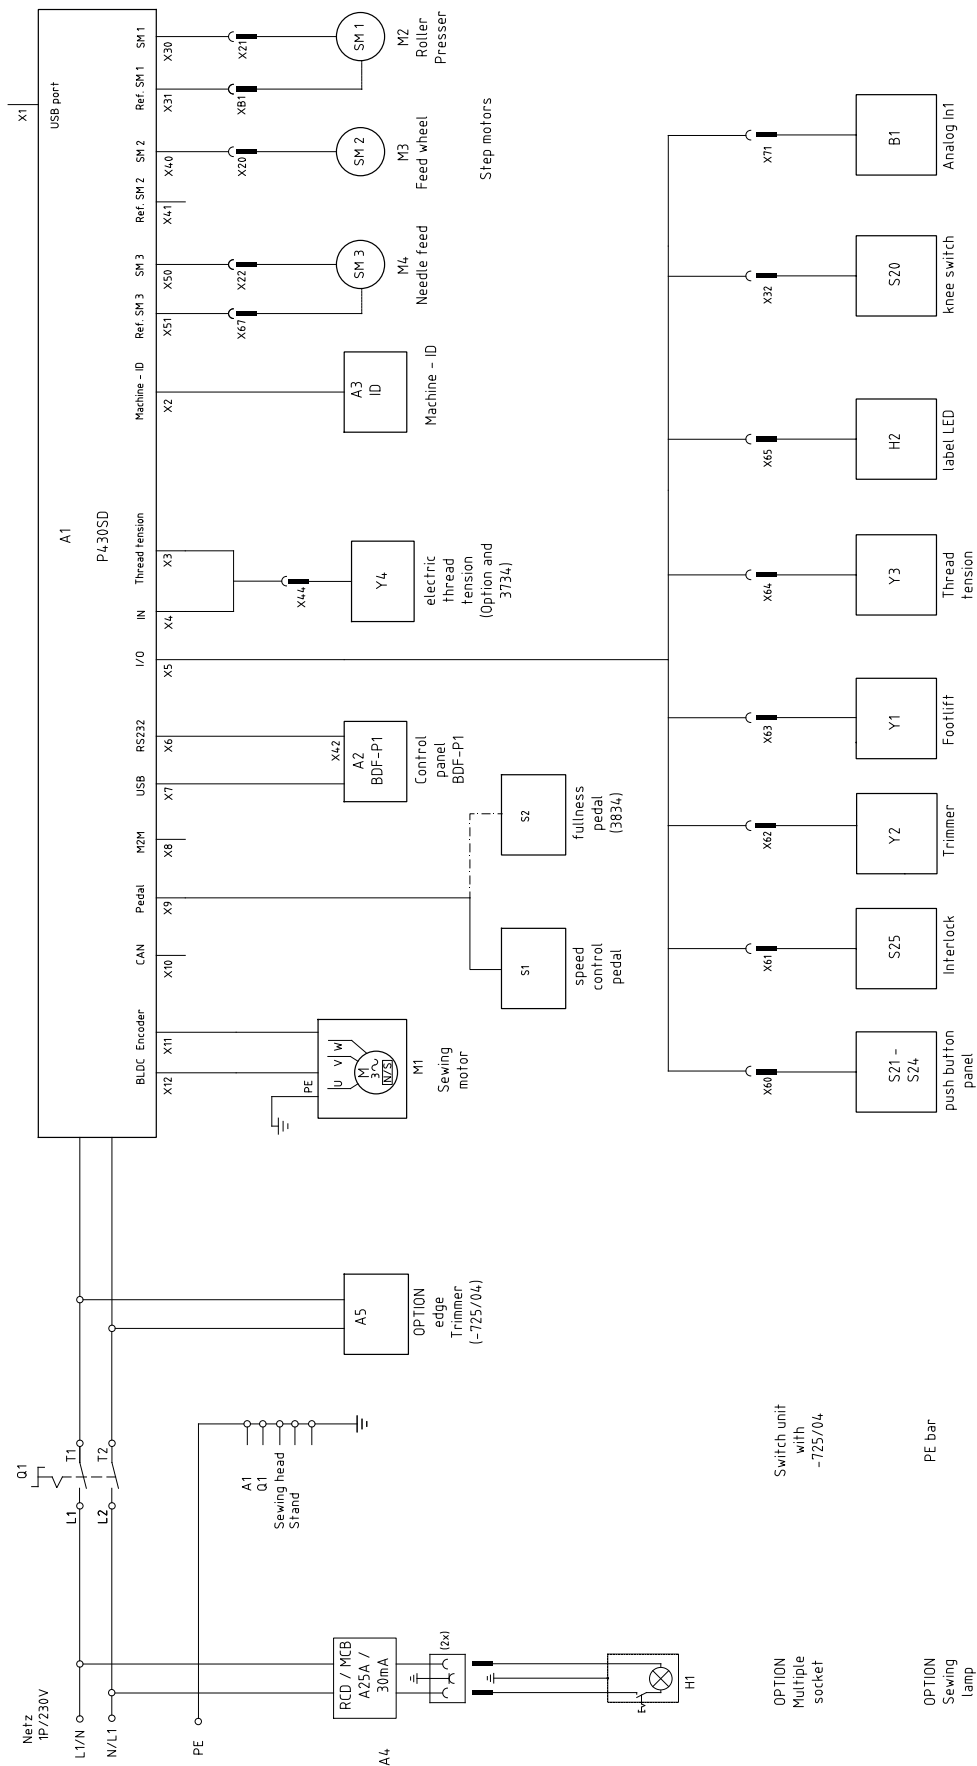 Netz
1P/230V
L1/N
N/L1
PE
L1
L2
Q1
T1
T2
A1
Q1
Sewing head
Stand
RCD / MCB
A25A /
30mA
A4
(2x)
H1
OPTION
Multiple
socket
OPTION
Sewing
lamp
Switch unit
with
-725/04
PE bar
A5
OPTION
edge
Trimmer
(-725/04)
A1
P430SD
X1
USB port
BLDC
X12
Encoder
X11
CAN
X10
Pedal
X9
M2M
X8
USB
X7
RS232
X6
I/O
X5
IN
X4
Thread tension
X3
Machine - ID
X2
Ref. SM 3
X51
SM 3
X50
Ref. SM 2
X41
SM 2
X40
Ref. SM 1
X31
SM 1
X30
PE
U V W
M
3
N/S
M1
Sewing
motor
S1
speed
control
pedal
S2
fullness
pedal
(3834)
X42
A2
BDF-P1
Control
panel
BDF-P1
X44
Y4
electric
thread
tension
(Option and
3734)
A3
ID
Machine - ID
X67
X22
SM 3
M4
Needle feed
X20
SM 2
M3
Feed wheel
XB1
X21
SM 1
M2
Roller
Presser
Step motors
X60
S21 -
S24
push button
panel
X61
S25
Interlock
X62
Y2
Trimmer
X63
Y1
Footlift
X64
Y3
Thread
tension
X65
H2
label LED
X32
S20
knee switch
X71
B1
Analog In1